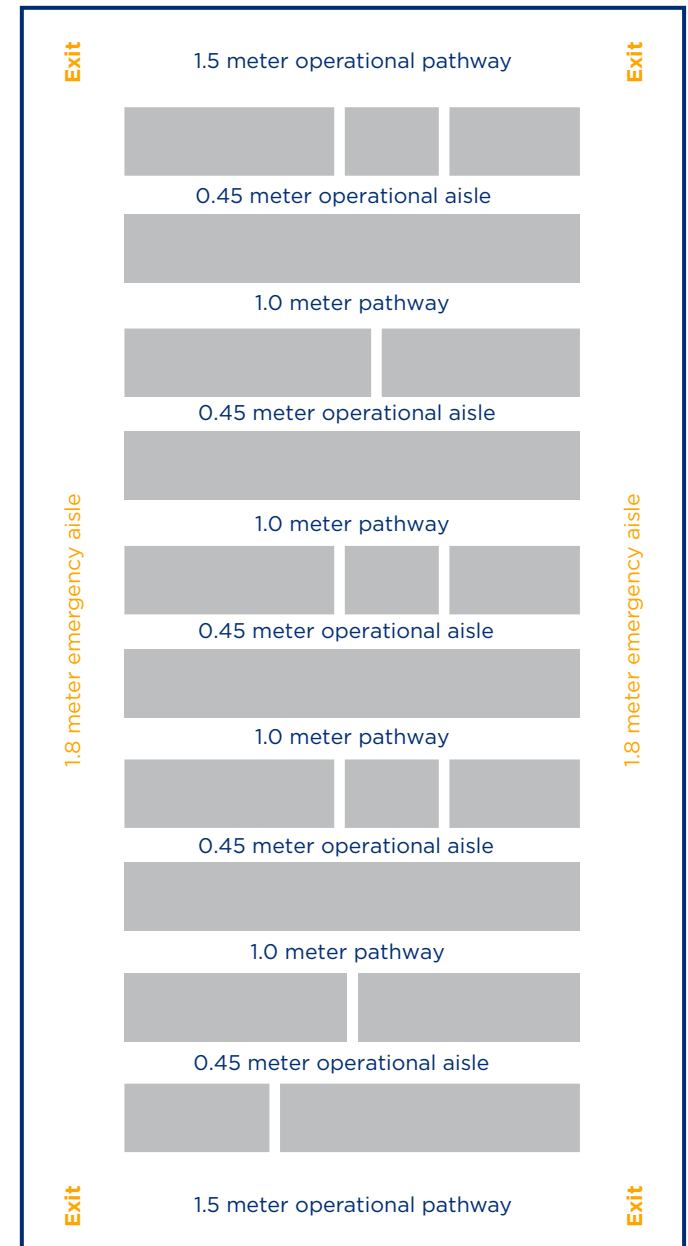 Exit
1.5 meter operational pathway
Exit
0.45 meter operational aisle
1.0 meter pathway
0.45 meter operational aisle
1.8 meter emergency aisle
1.0 meter pathway
1.8 meter emergency aisle
0.45 meter operational aisle
1.0 meter pathway
0.45 meter operational aisle
1.0 meter pathway
0.45 meter operational aisle
Exit
1.5 meter operational pathway
Exit